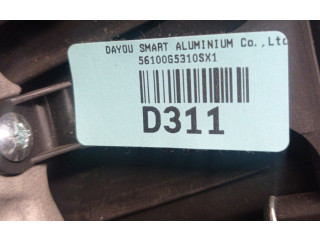 DAYOU SMART ALUMINIUM Co.,Ltd
56100G5310SX1
D311